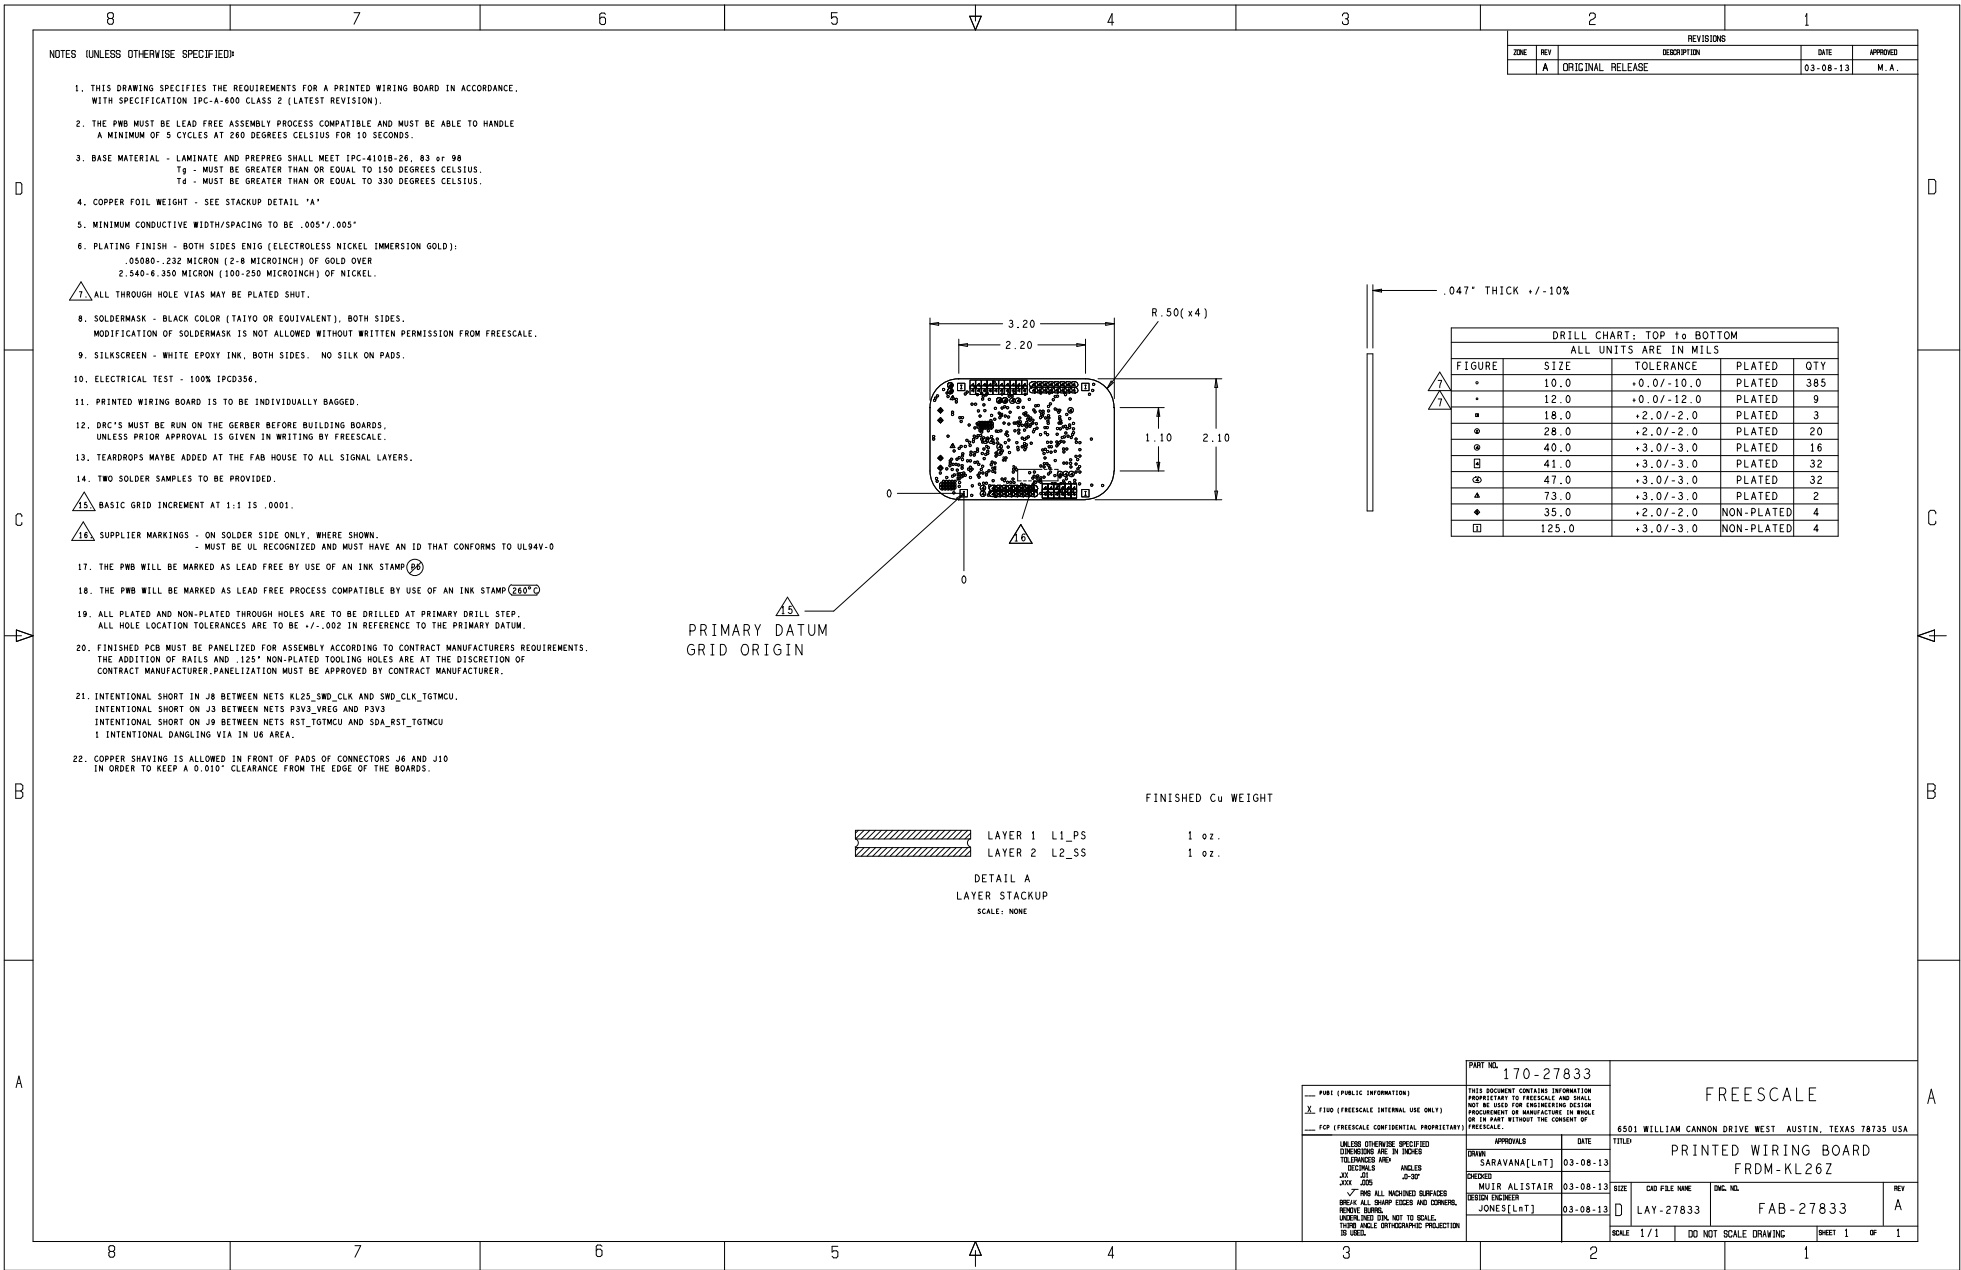 8 7 6 5 4 3 2 1
REVISIONS
ZONE REV DESCRIPTION DATE APPROVED
A ORIGINAL RELEASE 03-08-13 M.A.
NOTES (UNLESS OTHERWISE SPECIFIED):
1. THIS DRAWING SPECIFIES THE REQUIREMENTS FOR A PRINTED WIRING BOARD IN ACCORDANCE.
WITH SPECIFICATION IPC-A-600 CLASS 2 (LATEST REVISION).
2. THE PWB MUST BE LEAD FREE ASSEMBLY PROCESS COMPATIBLE AND MUST BE ABLE TO HANDLE
A MINIMUM OF 5 CYCLES AT 260 DEGREES CELSIUS FOR 10 SECONDS.
3. BASE MATERIAL - LAMINATE AND PREPREG SHALL MEET IPC-4101B-26, 83 or 98
Tg - MUST BE GREATER THAN OR EQUAL TO 150 DEGREES CELSIUS.
Td - MUST BE GREATER THAN OR EQUAL TO 330 DEGREES CELSIUS.
4. COPPER FOIL WEIGHT - SEE STACKUP DETAIL 'A'
5. MINIMUM CONDUCTIVE WIDTH/SPACING TO BE .005"/.005"
6. PLATING FINISH - BOTH SIDES ENIG (ELECTROLESS NICKEL IMMERSION GOLD):
.05080-.232 MICRON (2-8 MICROINCH) OF GOLD OVER
2.540-6.350 MICRON (100-250 MICROINCH) OF NICKEL.
7. ALL THROUGH HOLE VIAS MAY BE PLATED SHUT.
8. SOLDERMASK - BLACK COLOR (TAIYO OR EQUIVALENT), BOTH SIDES.
MODIFICATION OF SOLDERMASK IS NOT ALLOWED WITHOUT WRITTEN PERMISSION FROM FREESCALE.
9. SILKSCREEN - WHITE EPOXY INK, BOTH SIDES. NO SILK ON PADS.
10. ELECTRICAL TEST - 100% IPCD356.
11. PRINTED WIRING BOARD IS TO BE INDIVIDUALLY BAGGED.
12. DRC'S MUST BE RUN ON THE GERBER BEFORE BUILDING BOARDS,
UNLESS PRIOR APPROVAL IS GIVEN IN WRITING BY FREESCALE.
13. TEARDROPS MAYBE ADDED AT THE FAB HOUSE TO ALL SIGNAL LAYERS.
14. TWO SOLDER SAMPLES TO BE PROVIDED.
15. BASIC GRID INCREMENT AT 1:1 IS .0001.
16. SUPPLIER MARKINGS - ON SOLDER SIDE ONLY, WHERE SHOWN.
- MUST BE UL RECOGNIZED AND MUST HAVE AN ID THAT CONFORMS TO UL94V-0
17. THE PWB WILL BE MARKED AS LEAD FREE BY USE OF AN INK STAMP
18. THE PWB WILL BE MARKED AS LEAD FREE PROCESS COMPATIBLE BY USE OF AN INK STAMP 260°C
19. ALL PLATED AND NON-PLATED THROUGH HOLES ARE TO BE DRILLED AT PRIMARY DRILL STEP.
ALL HOLE LOCATION TOLERANCES ARE TO BE +/-.002 IN REFERENCE TO THE PRIMARY DATUM.
20. FINISHED PCB MUST BE PANELIZED FOR ASSEMBLY ACCORDING TO CONTRACT MANUFACTURERS REQUIREMENTS.
THE ADDITION OF RAILS AND .125" NON-PLATED TOOLING HOLES ARE AT THE DISCRETION OF
CONTRACT MANUFACTURER.PANELIZATION MUST BE APPROVED BY CONTRACT MANUFACTURER.
21. INTENTIONAL SHORT IN J8 BETWEEN NETS KL25_SWD_CLK AND SWD_CLK_TGTMCU.
INTENTIONAL SHORT ON J3 BETWEEN NETS P3V3_VREG AND P3V3
INTENTIONAL SHORT ON J9 BETWEEN NETS RST_TGTMCU AND SDA_RST_TGTMCU
1 INTENTIONAL DANGLING VIA IN U6 AREA.
22. COPPER SHAVING IS ALLOWED IN FRONT OF PADS OF CONNECTORS J6 AND J10
IN ORDER TO KEEP A 0.010" CLEARANCE FROM THE EDGE OF THE BOARDS.
D D
C C
B B
A A
3.20
2.20
R.50(x4)
1.10 2.10
0
0
16
15
PRIMARY DATUM
GRID ORIGIN
.047" THICK +/-10%
DRILL CHART: TOP to BOTTOM
ALL UNITS ARE IN MILS
FIGURE SIZE TOLERANCE PLATED QTY
7 10.0 +0.0/-10.0 PLATED 385
7 12.0 +0.0/-12.0 PLATED 9
18.0 +2.0/-2.0 PLATED 3
28.0 +2.0/-2.0 PLATED 20
40.0 +3.0/-3.0 PLATED 16
41.0 +3.0/-3.0 PLATED 32
47.0 +3.0/-3.0 PLATED 32
73.0 +3.0/-3.0 PLATED 2
35.0 +2.0/-2.0 NON-PLATED 4
125.0 +3.0/-3.0 NON-PLATED 4
FINISHED Cu WEIGHT
LAYER 1 L1_PS 1 oz.
LAYER 2 L2_SS 1 oz.
DETAIL A
LAYER STACKUP
SCALE: NONE
PUBI (PUBLIC INFORMATION)
X FIUO (FREESCALE INTERNAL USE ONLY)
FCP (FREESCALE CONFIDENTIAL PROPRIETARY)
UNLESS OTHERWISE SPECIFIED
DIMENSIONS ARE IN INCHES
TOLERANCES ARE:
DECIMALS ANGLES
.XX .01 .0-30'
.XXX .005
RMS ALL MACHINED SURFACES
BREAK ALL SHARP EDGES AND CORNERS.
REMOVE BURRS.
UNDERLINED DIM. NOT TO SCALE.
THIRD ANGLE ORTHOGRAPHIC PROJECTION
IS USED.
PART NO.
170-27833
THIS DOCUMENT CONTAINS INFORMATION
PROPRIETARY TO FREESCALE AND SHALL
NOT BE USED FOR ENGINEERING DESIGN
PROCUREMENT OR MANUFACTURE IN WHOLE
OR IN PART WITHOUT THE CONSENT OF
FREESCALE.
APPROVALS DATE
DRAWN
SARAVANA[LnT] 03-08-13
CHECKED
MUIR ALISTAIR 03-08-13
DESIGN ENGINEER
JONES[LnT] 03-08-13
FREESCALE
6501 WILLIAM CANNON DRIVE WEST AUSTIN, TEXAS 78735 USA
TITLE:
PRINTED WIRING BOARD
FRDM-KL26Z
SIZE CAD FILE NAME DWG. NO. REV
D LAY-27833 FAB-27833 A
SCALE 1/1 DO NOT SCALE DRAWING SHEET 1 OF 1
8 7 6 5 4 3 2 1